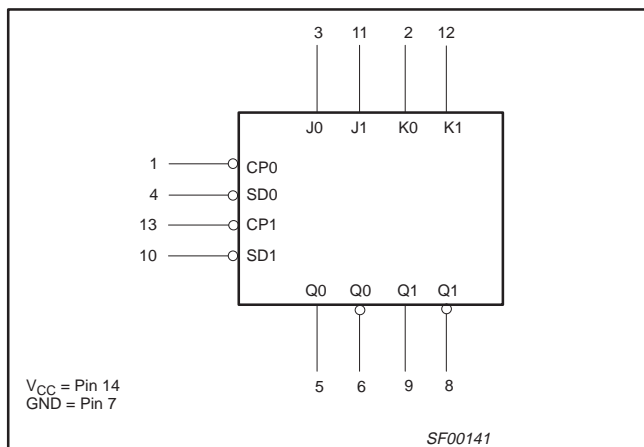 3 11 2 12
J0 J1 K0 K1
1 CP0
4 SD0
13 CP1
10 SD1
Q0 Q0 Q1 Q1
5 6 9 8
VCC = Pin 14
GND = Pin 7
SF00141